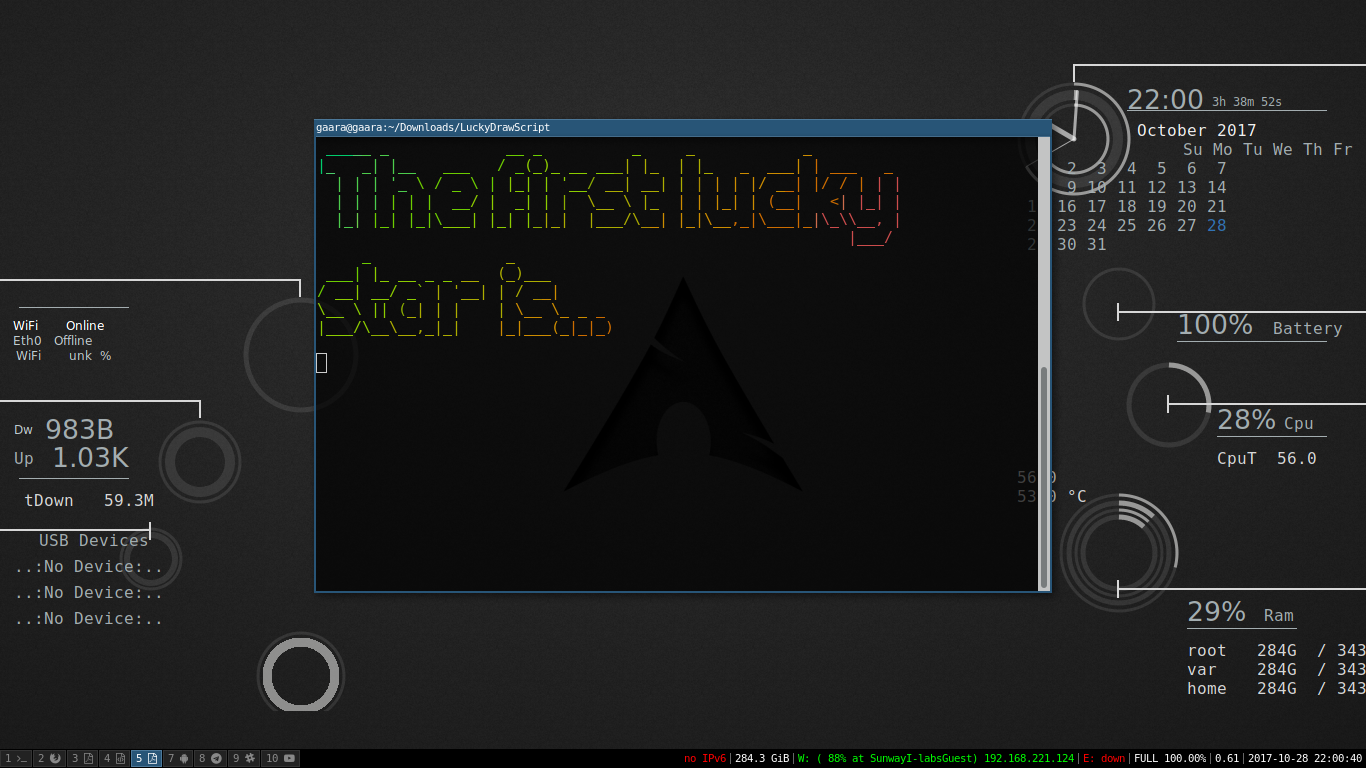 22:00 3h 38m 52s
October 2017
Su Mo Tu We Th Fr
2 3 4 5 6 7
9 10 11 12 13 14
1 16 17 18 19 20 21
2 23 24 25 26 27 28
2 30 31
gaara@gaara:~/Downloads/LuckyDrawScript
The first lucky
star is...
WiFi Online
Eth0 Offline
WiFi unk %
Dw 983B
Up 1.03K
tDown 59.3M
USB Devices
..:No Device:..
..:No Device:..
..:No Device:..
100% Battery
28% Cpu
CpuT 56.0
56.0
53.0 °C
29% Ram
root 284G / 343
var 284G / 343
home 284G / 343
1 2 3 4 5 7 8 9 10
no IPv6|284.3 GiB|W: ( 88% at SunwayI-labsGuest) 192.168.221.124|E: down|FULL 100.00%|0.61|2017-10-28 22:00:40